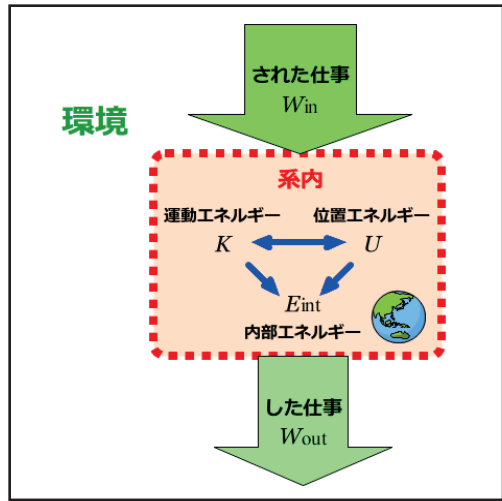 された仕事
Win
環境
系内
運動エネルギー 位置エネルギー
K U
Eint
内部エネルギー
した仕事
Wout